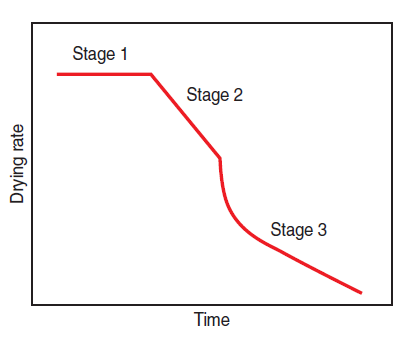 Stage 1
Stage 2
Stage 3
Drying rate
Time